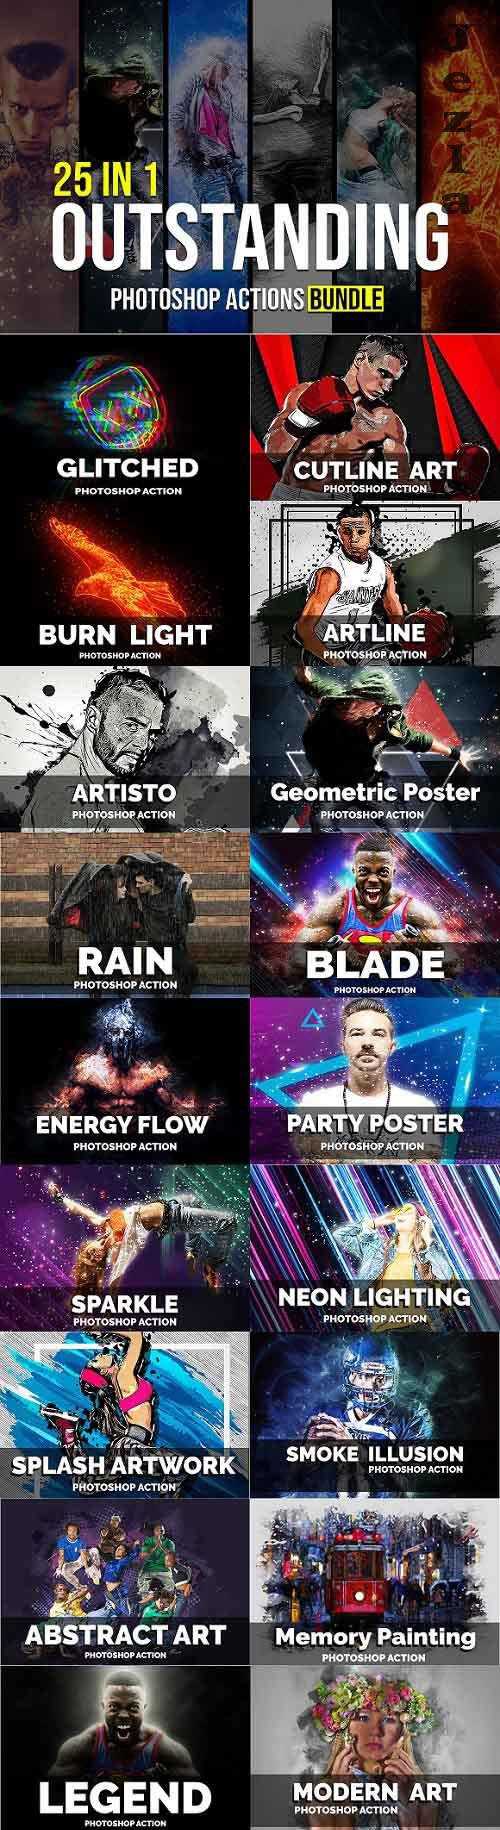 Jezla
25 IN 1
OUTSTANDING
PHOTOSHOP ACTIONS BUNDLE
GLITCHED
PHOTOSHOP ACTION
CUTLINE ART
PHOTOSHOP ACTION
BURN LIGHT
PHOTOSHOP ACTION
ARTLINE
PHOTOSHOP ACTION
ARTISTO
PHOTOSHOP ACTION
Geometric Poster
PHOTOSHOP ACTION
RAIN
PHOTOSHOP ACTION
BLADE
PHOTOSHOP ACTION
ENERGY FLOW
PHOTOSHOP ACTION
PARTY POSTER
PHOTOSHOP ACTION
SPARKLE
PHOTOSHOP ACTION
NEON LIGHTING
PHOTOSHOP ACTION
SPLASH ARTWORK
PHOTOSHOP ACTION
SMOKE ILLUSION
PHOTOSHOP ACTION
ABSTRACT ART
PHOTOSHOP ACTION
Memory Painting
PHOTOSHOP ACTION
LEGEND
PHOTOSHOP ACTION
MODERN ART
PHOTOSHOP ACTION